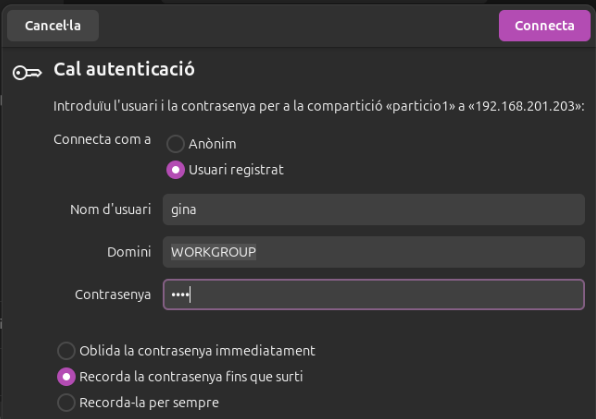 Cancel·la
Connecta
Cal autenticació
Introduïu l'usuari i la contrasenya per a la compartició «particio1» a «192.168.201.203»:
Connecta com a
Anònim
Usuari registrat
Nom d'usuari gina
Domini WORKGROUP
Contrasenya ••••
Oblida la contrasenya immediatament
Recorda la contrasenya fins que surti
Recorda-la per sempre